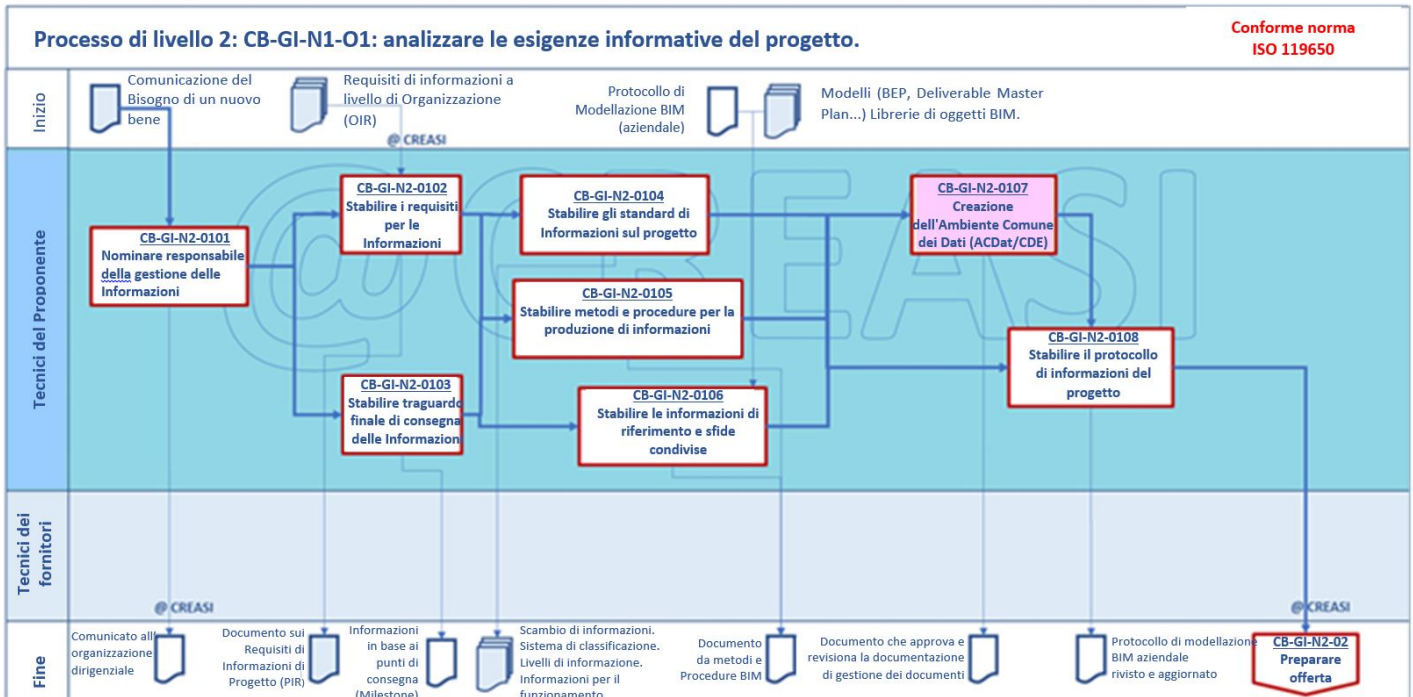 Processo di livello 2: CB-GI-N1-O1: analizzare le esigenze informative del progetto.
Conforme norma
ISO 119650
Inizio
Comunicazione del
Bisogno di un nuovo
bene
Requisiti di informazioni a
livello di Organizzazione
(OIR)
@ CREASI
Protocollo di
Modellazione BIM
(aziendale)
Modelli (BEP, Deliverable Master
Plan...) Librerie di oggetti BIM.
Tecnici del Proponente
@CREASI
CB-GI-N2-0101
Nominare responsabile
della gestione delle
Informazioni
CB-GI-N2-0102
Stabilire i requisiti
per le
Informazioni
CB-GI-N2-0103
Stabilire traguardo
finale di consegna
delle Informazion
CB-GI-N2-0104
Stabilire gli standard di
Informazioni sul progetto
CB-GI-N2-0105
Stabilire metodi e procedure per la
produzione di informazioni
CB-GI-N2-0106
Stabilire le informazioni di
riferimento e sfide
condivise
CB-GI-N2-0107
Creazione
dell'Ambiente Comune
dei Dati (ACDat/CDE)
CB-GI-N2-0108
Stabilire il protocollo
di informazioni del
progetto
Tecnici dei
fornitori
@ CREASI
@ CREASI
Fine
Comunicato all'
organizzazione
dirigenziale
Documento sui
Requisiti di
Informazioni di
Progetto (PIR)
Informazioni
in base ai
punti di
consegna
(Milestone)
Scambio di informazioni.
Sistema di classificazione.
Livelli di informazione.
Informazioni per il
funzionamento
Documento
da metodi e
Procedure BIM
Documento che approva e
revisiona la documentazione
di gestione dei documenti
Protocollo di modellazione
BIM aziendale
rivisto e aggiornato
CB-GI-N2-02
Preparare
offerta